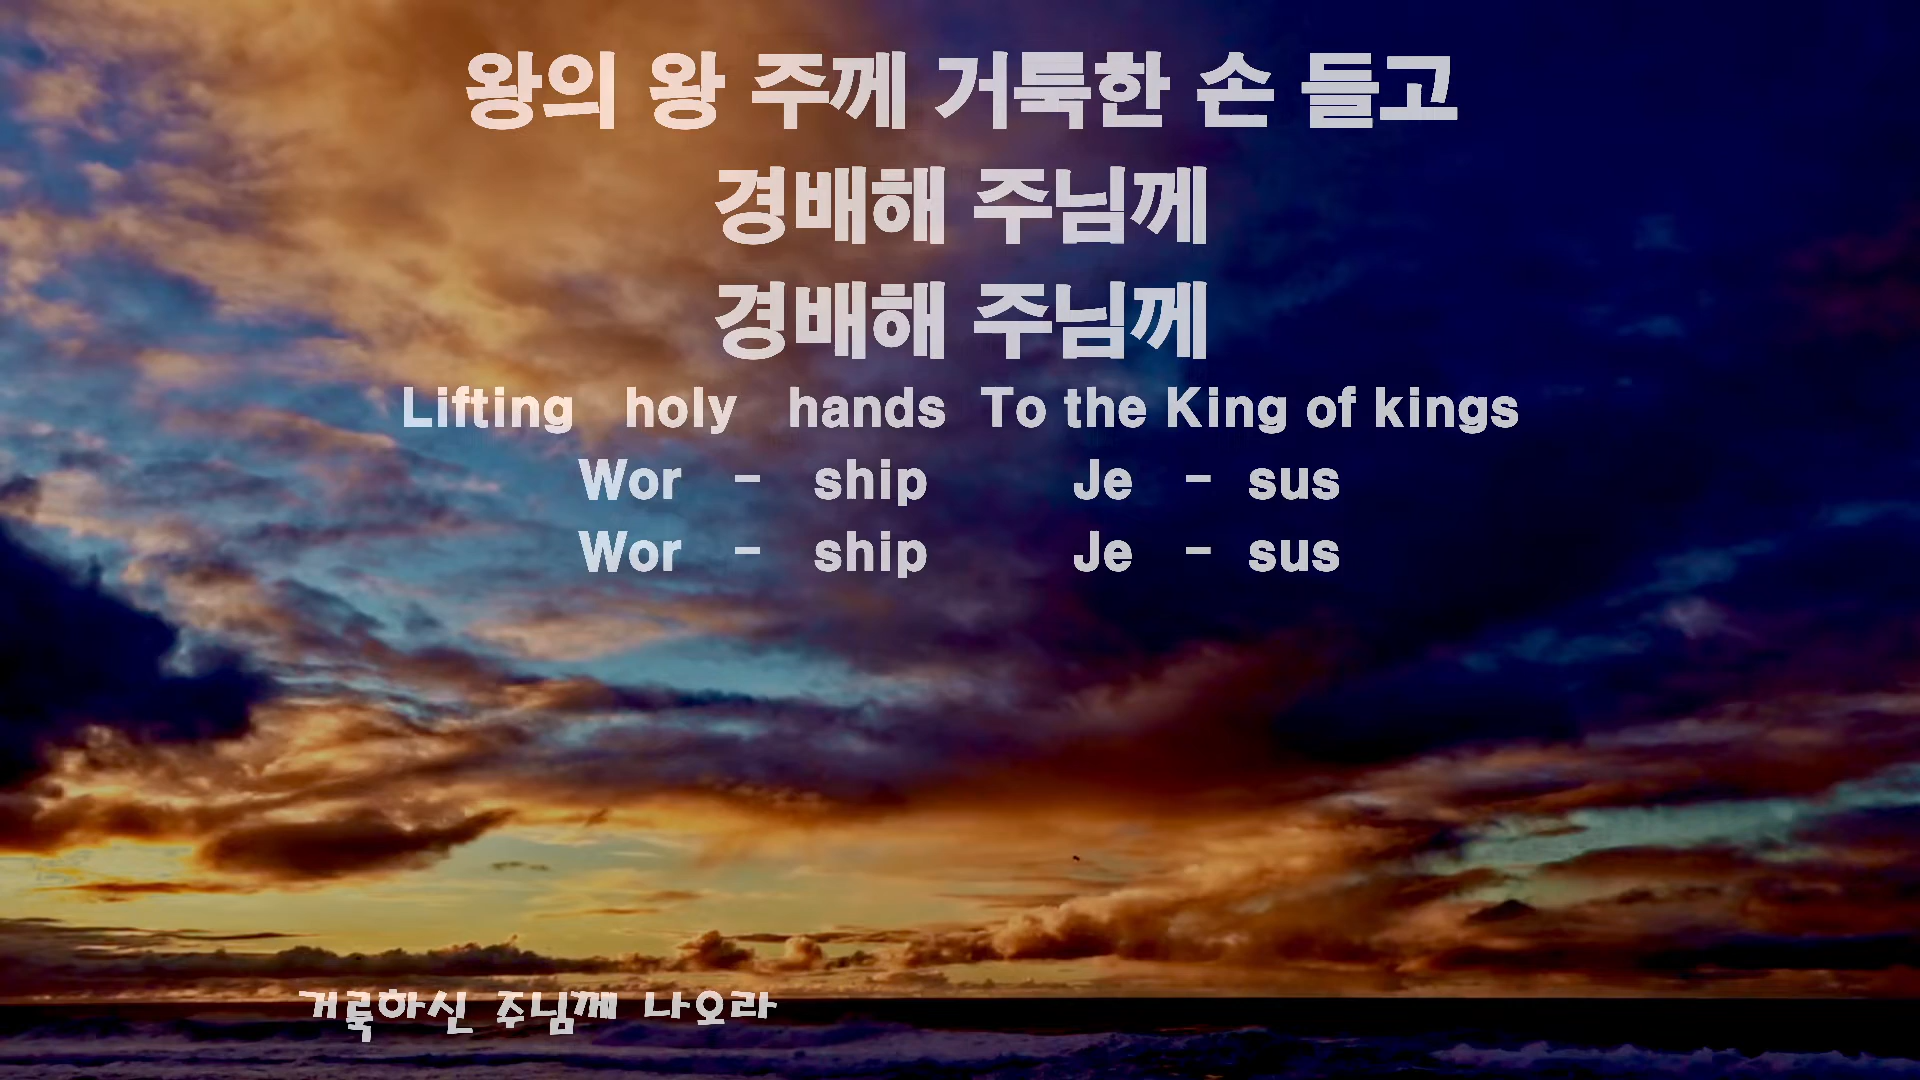 왕의 왕 주께 거룩한 손 들고
경배해 주님께
경배해 주님께
Lifting holy hands To the King of kings
Wor - ship Je - sus
Wor - ship Je - sus
거룩하신 주님께 나오라